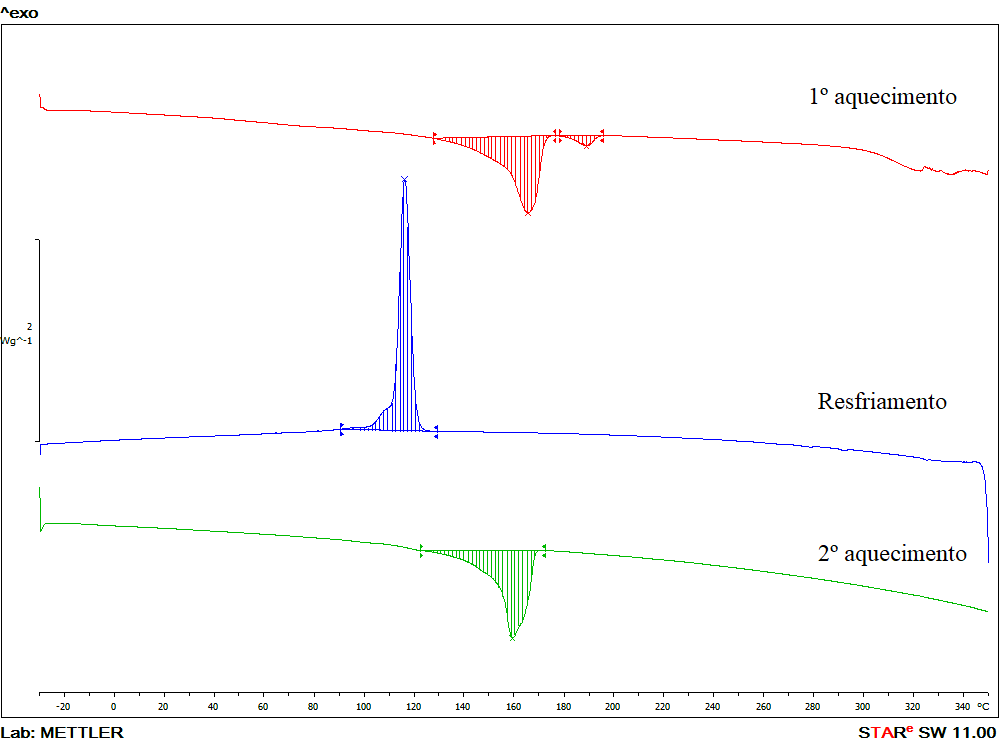 ^exo
1º aquecimento
2
Wg^-1
Resfriamento
2º aquecimento
-20 0 20 40 60 80 100 120 140 160 180 200 220 240 260 280 300 320 340 °C
Lab: METTLER
STARe SW 11.00